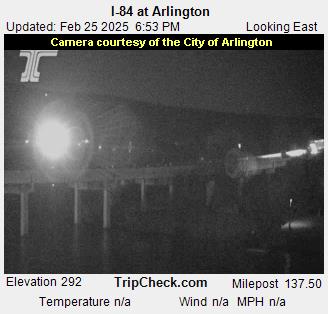 I-84 at Arlington
Updated: Feb 25 2025 6:53 PM Looking East
Camera courtesy of the City of Arlington
Elevation 292 TripCheck.com Milepost 137.50
Temperature n/a Wind n/a MPH n/a